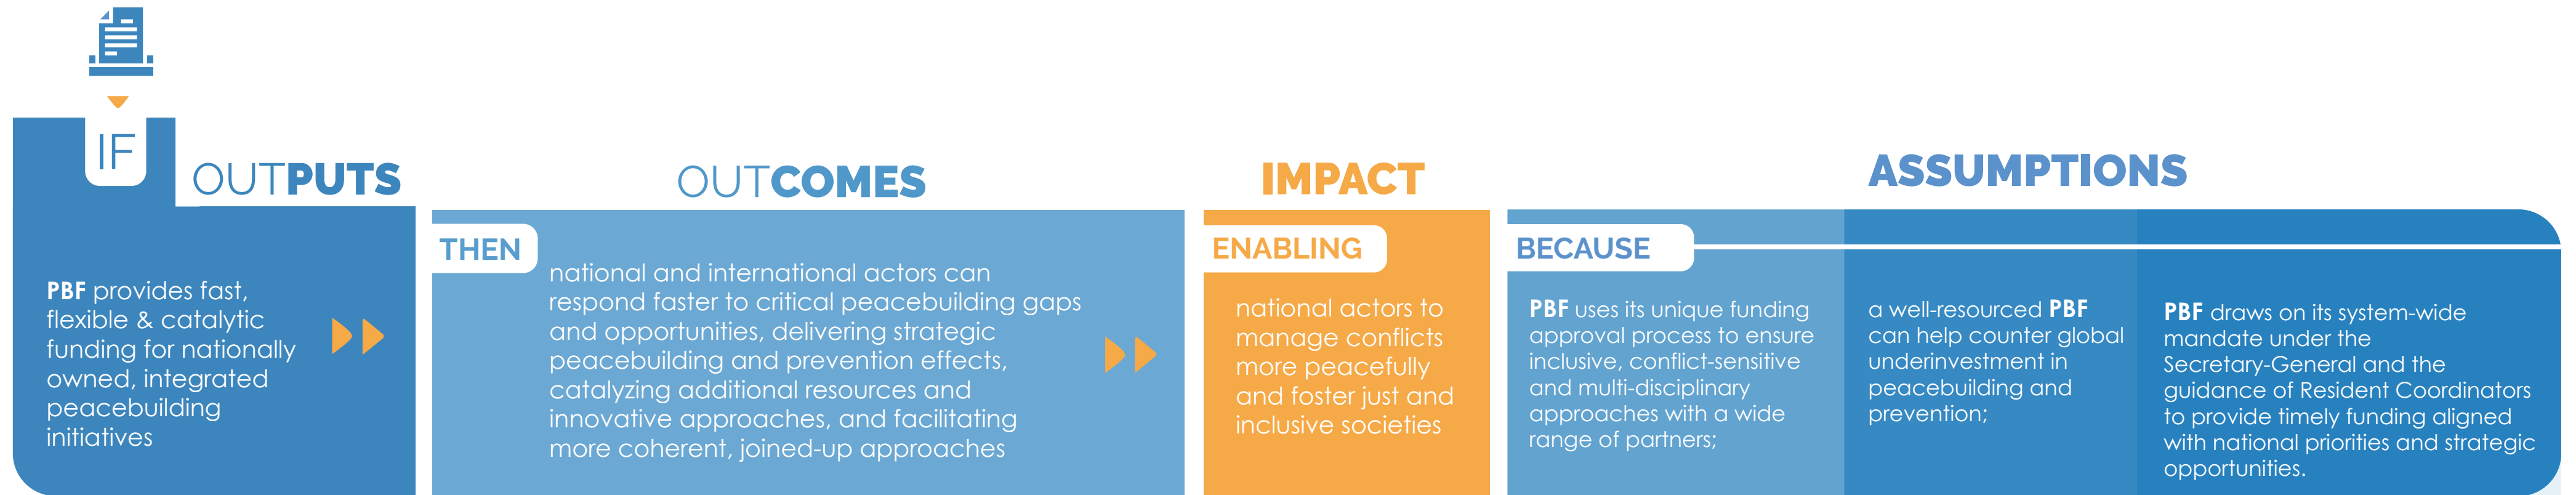 IF
OUTPUTS
PBF provides fast,
flexible & catalytic
funding for nationally
owned, integrated
peacebuilding
initiatives
OUTCOMES
THEN
national and international actors can
respond faster to critical peacebuilding gaps
and opportunities, delivering strategic
peacebuilding and prevention effects,
catalyzing additional resources and
innovative approaches, and facilitating
more coherent, joined-up approaches
IMPACT
ENABLING
national actors to
manage conflicts
more peacefully
and foster just and
inclusive societies
ASSUMPTIONS
BECAUSE
PBF uses its unique funding
approval process to ensure
inclusive, conflict-sensitive
and multi-disciplinary
approaches with a wide
range of partners;
a well-resourced PBF
can help counter global
underinvestment in
peacebuilding and
prevention;
PBF draws on its system-wide
mandate under the
Secretary-General and the
guidance of Resident Coordinators
to provide timely funding aligned
with national priorities and strategic
opportunities.